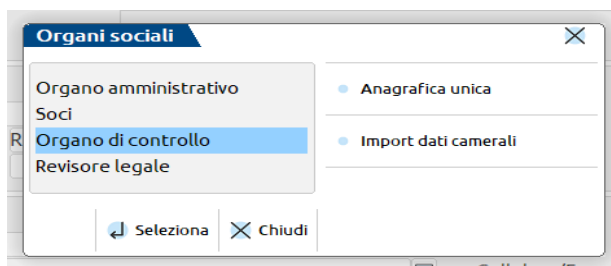 Organi sociali
Organo amministrativo
Soci
Organo di controllo
Revisore legale
Anagrafica unica
Import dati camerali
R
Seleziona
Chiudi